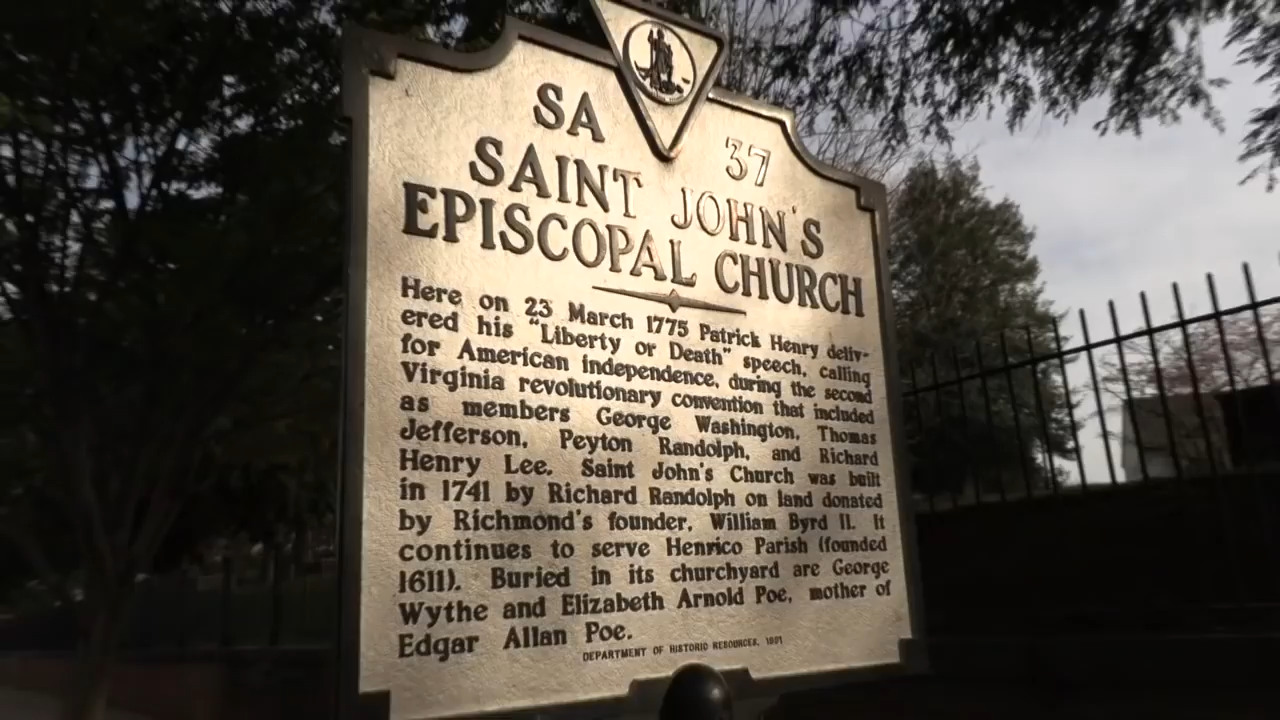 SA 37
SAINT JOHN'S
EPISCOPAL CHURCH
Here on 23 March 1775 Patrick Henry deliv-
ered his "Liberty or Death" speech, calling
for American independence, during the second
Virginia revolutionary convention that included
as members George Washington, Thomas
Jefferson, Peyton Randolph, and Richard
Henry Lee. Saint John's Church was built
in 1741 by Richard Randolph on land donated
by Richmond's founder, William Byrd II. It
continues to serve Henrico Parish (founded
1611). Buried in its churchyard are George
Wythe and Elizabeth Arnold Poe, mother of
Edgar Allan Poe.
DEPARTMENT OF HISTORIC RESOURCES, 1991